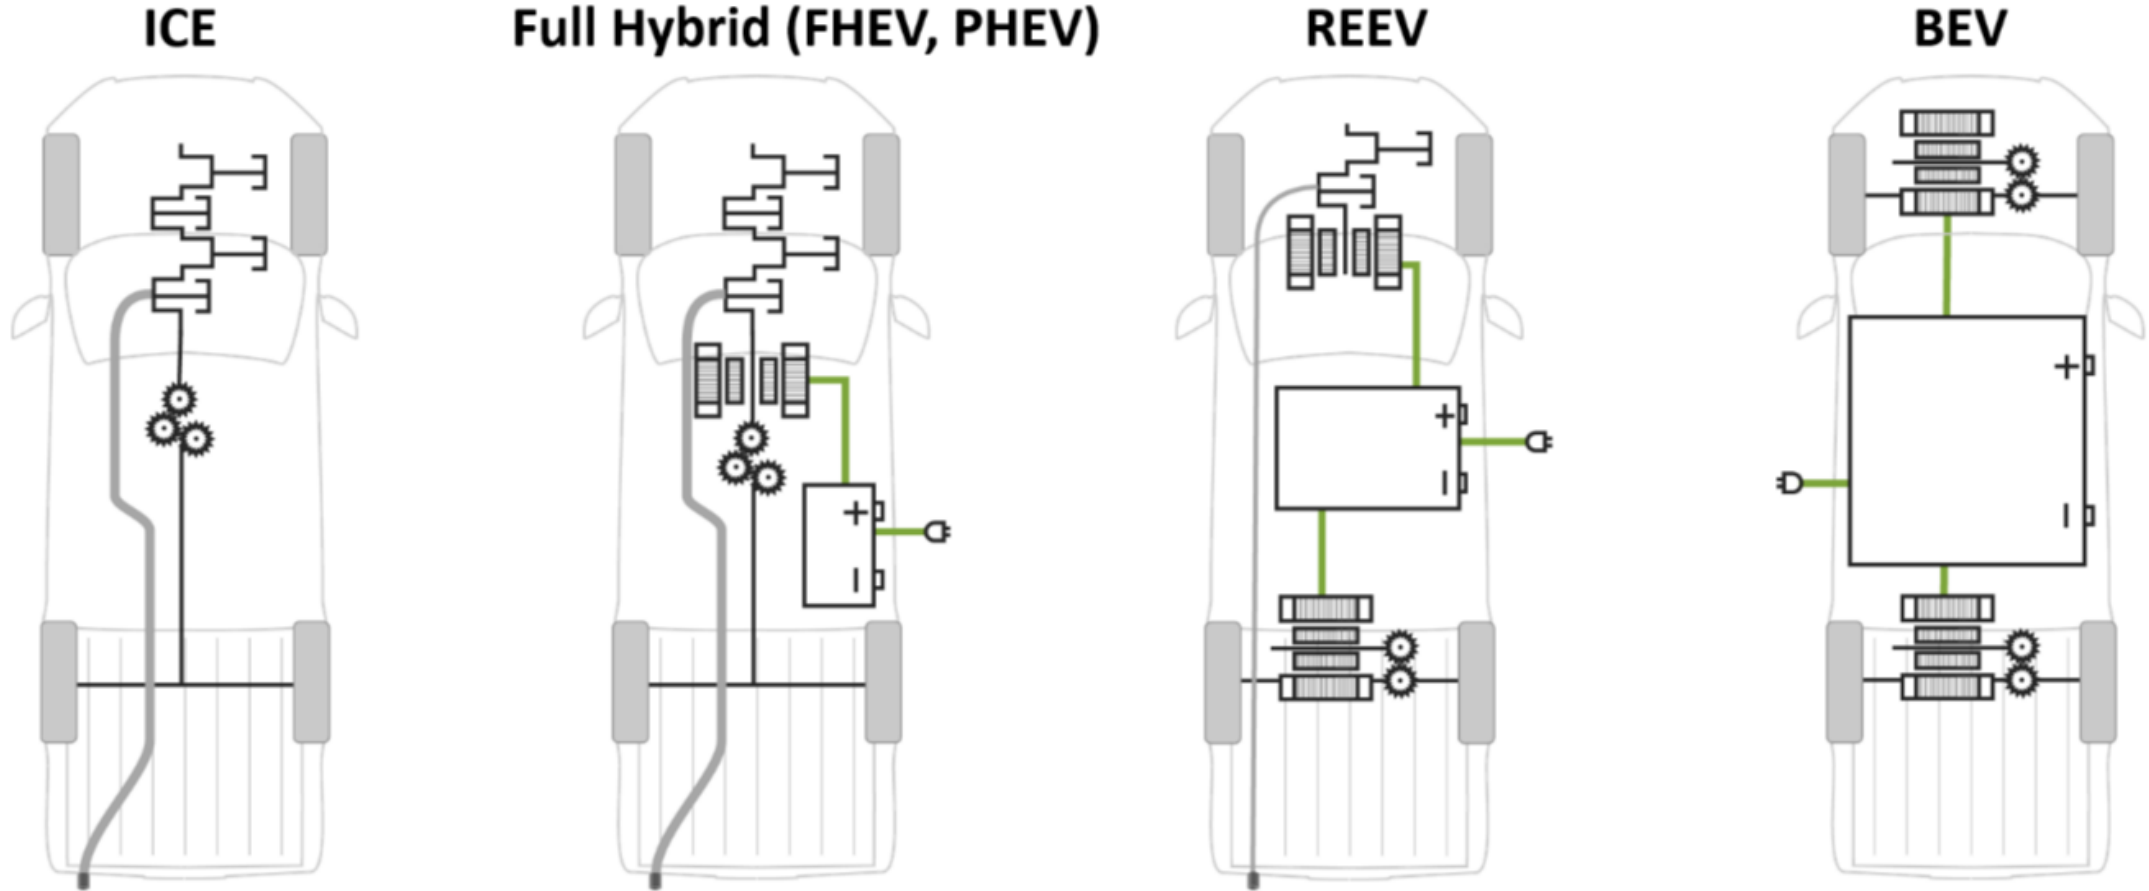 ICE
Full Hybrid (FHEV, PHEV)
REEV
BEV
+
−
+
−
+
−